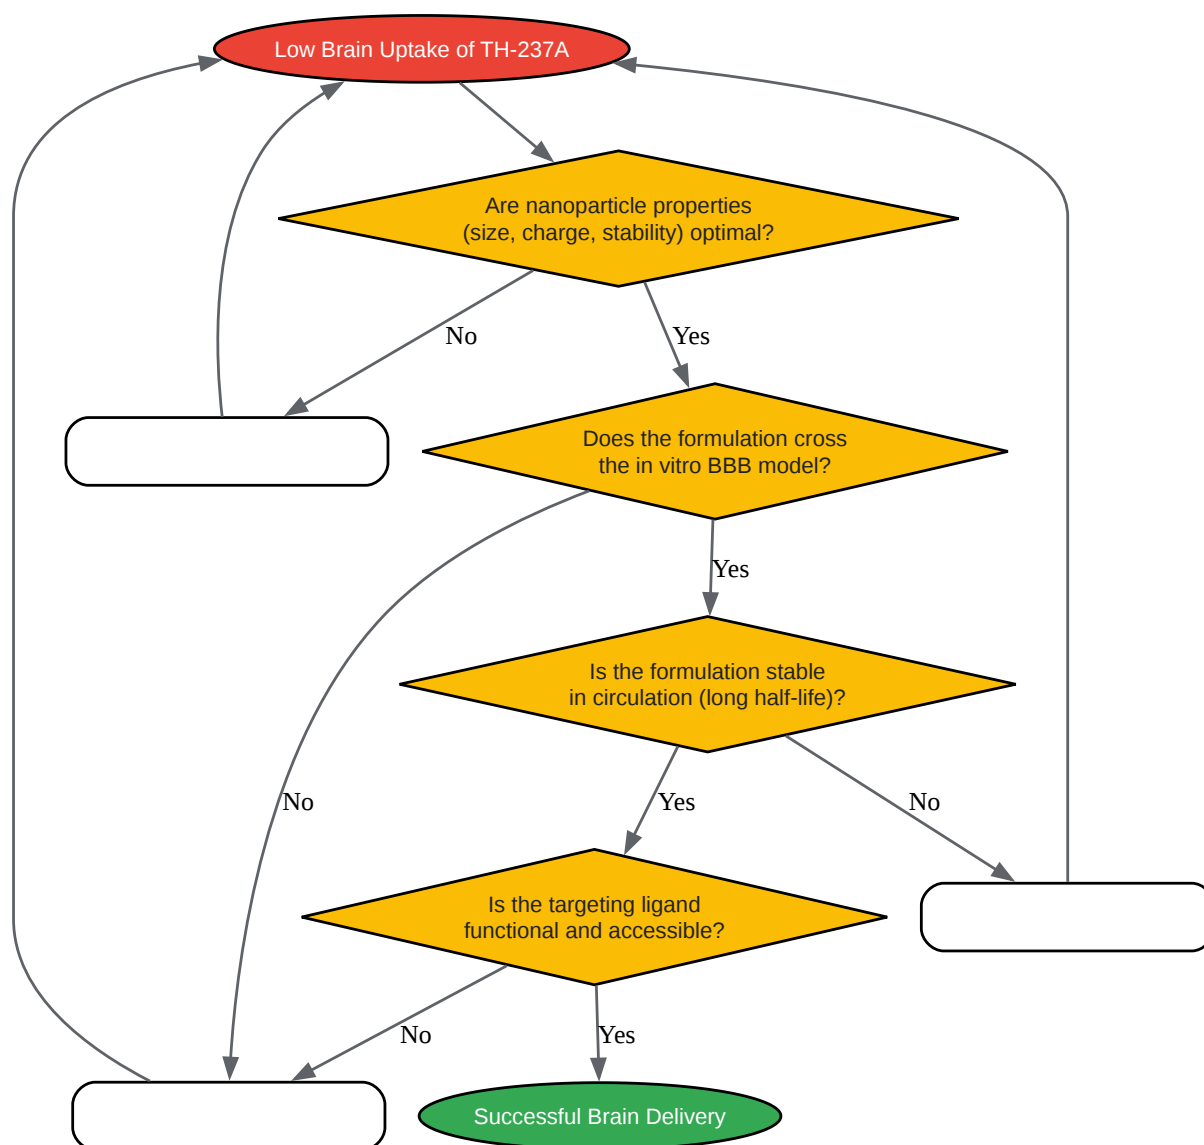 Low Brain Uptake of TH-237A
Are nanoparticle properties
(size, charge, stability) optimal?
No
Yes
Does the formulation cross
the in vitro BBB model?
Yes
Is the formulation stable
in circulation (long half-life)?
No
Yes
No
Is the targeting ligand
functional and accessible?
No
Yes
Successful Brain Delivery